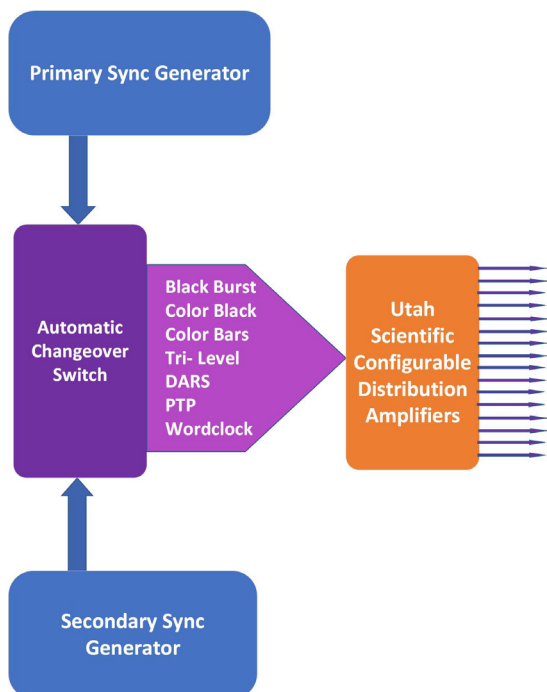 Primary Sync Generator
Automatic
Changeover
Switch
Black Burst
Color Black
Color Bars
Tri- Level
DARS
PTP
Wordclock
Utah
Scientific
Configurable
Distribution
Amplifiers
Secondary Sync
Generator